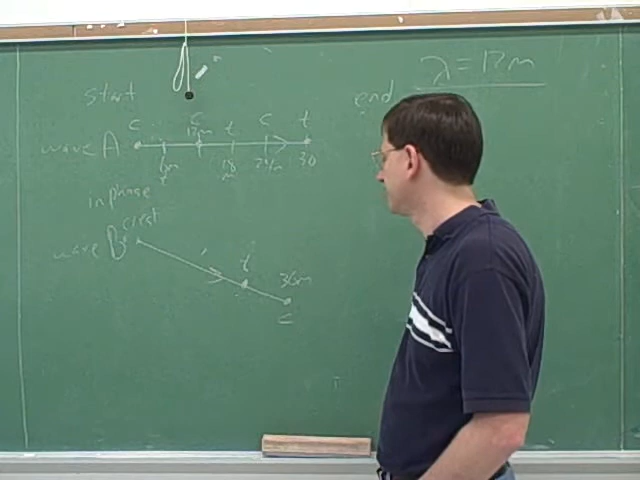 λ = 12m
start
end
c c t c t
12m
wave A
6m 18 m 24m 30
t
in phase
crest
wave B
t 36m
c